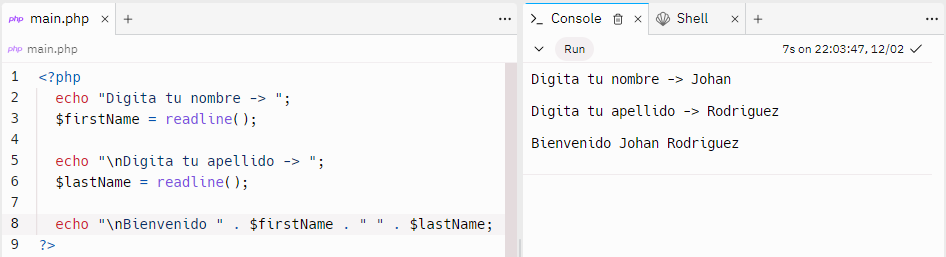 php main.php × +
php main.php
1 <?php
2 echo "Digita tu nombre -> ";
3 $firstName = readline();
4
5 echo "\nDigita tu apellido -> ";
6 $lastName = readline();
7
8 echo "\nBienvenido " . $firstName . " " . $lastName;
9 ?>
>_ Console × Shell × +
Run 7s on 22:03:47, 12/02 ✓
Digita tu nombre -> Johan
Digita tu apellido -> Rodriguez
Bienvenido Johan Rodriguez